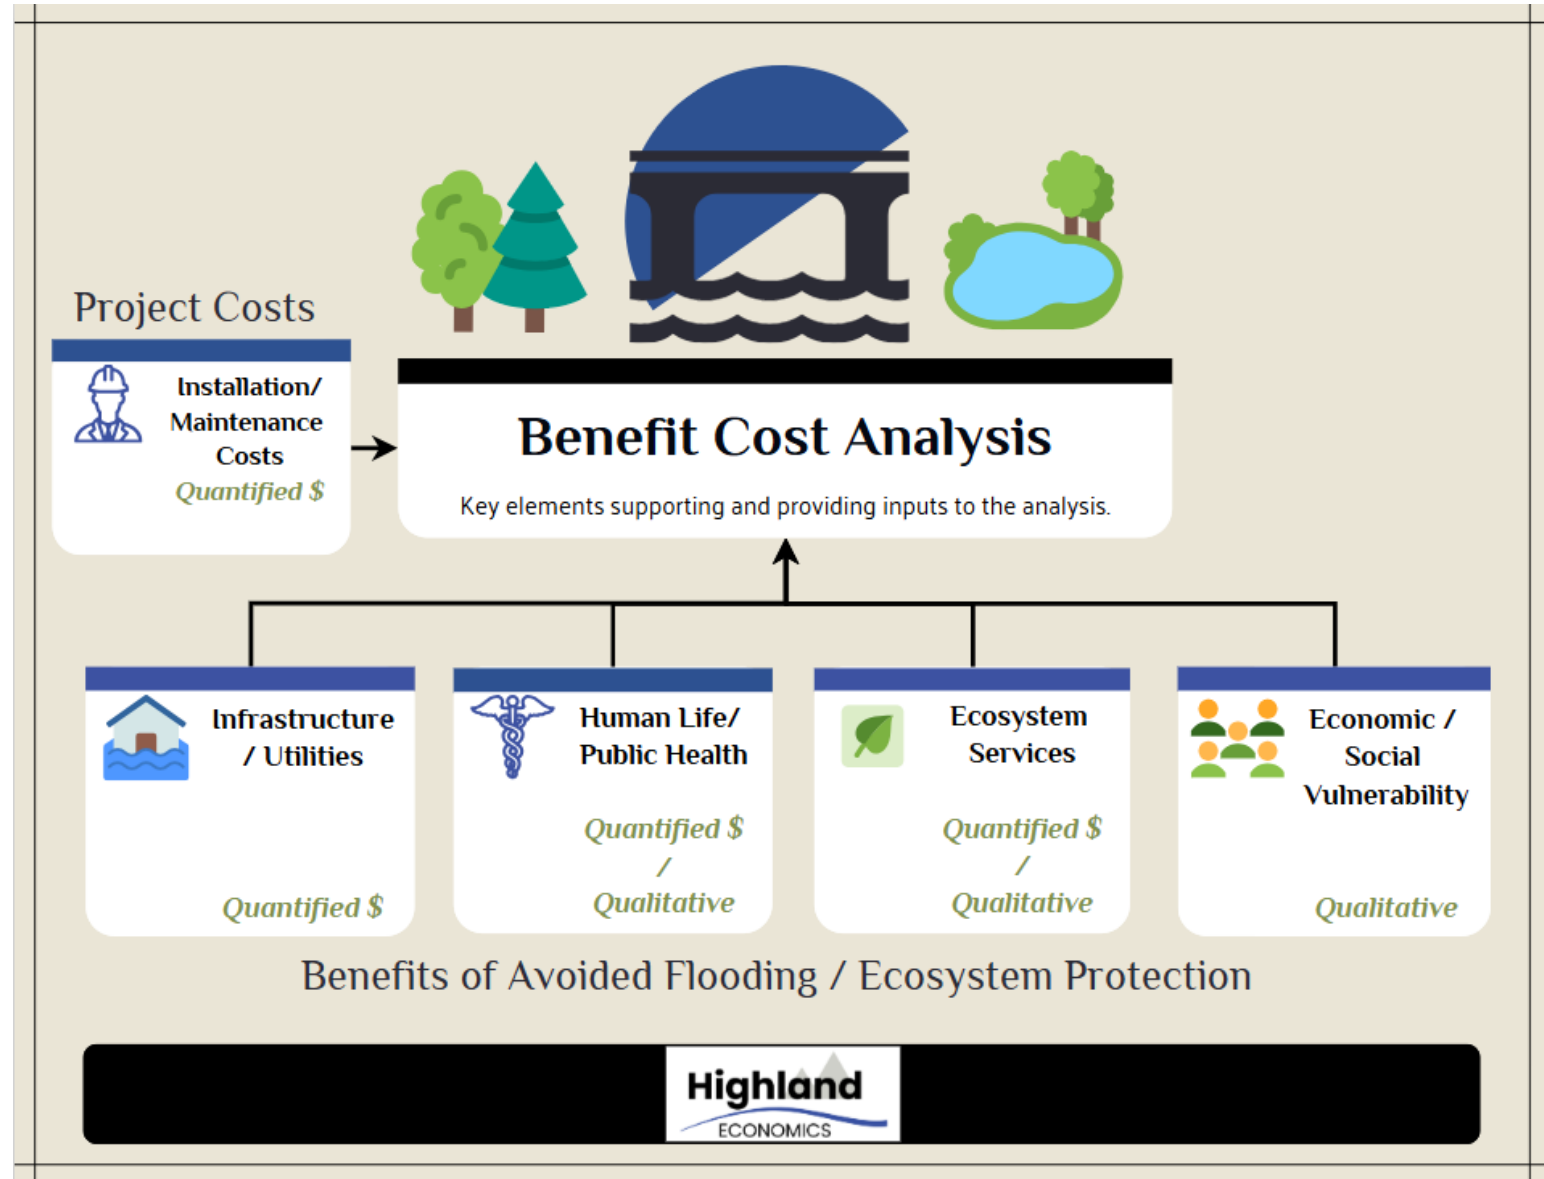 Project Costs
Installation/
Maintenance
Costs
Quantified $
Benefit Cost Analysis
Key elements supporting and providing inputs to the analysis.
Infrastructure
/ Utilities
Quantified $
Human Life/
Public Health
Quantified $
/
Qualitative
Ecosystem
Services
Quantified $
/
Qualitative
Economic /
Social
Vulnerability
Qualitative
Benefits of Avoided Flooding / Ecosystem Protection
Highland
ECONOMICS